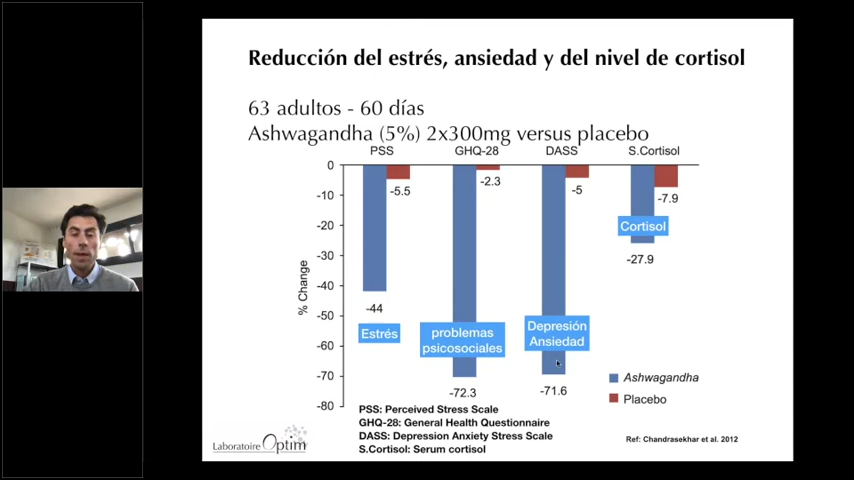 Reducción del estrés, ansiedad y del nivel de cortisol
63 adultos - 60 días
Ashwagandha (5%) 2x300mg versus placebo
PSS GHQ-28 DASS S.Cortisol
0
-10
-20
-30
-40
-50
-60
-70
-80
% Change
-5.5
-2.3
-5
-7.9
Cortisol
-27.9
-44
Estrés
problemas
psicosociales
Depresión
Ansiedad
-72.3
-71.6
Ashwagandha
Placebo
PSS: Perceived Stress Scale
GHQ-28: General Health Questionnaire
DASS: Depression Anxiety Stress Scale
S.Cortisol: Serum cortisol
Laboratoire Optim
Ref: Chandrasekhar et al. 2012